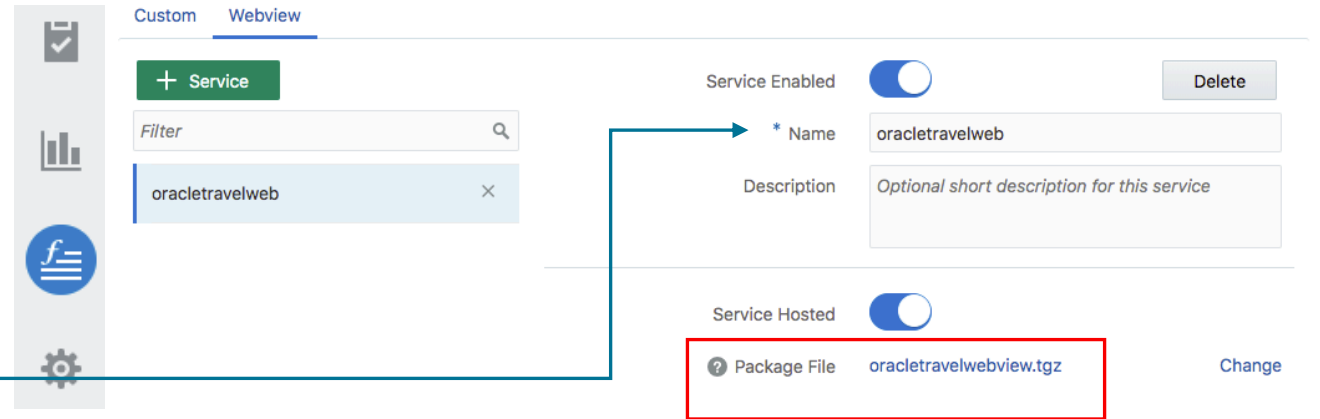 Custom Webview
+ Service
Filter
oracletravelweb ×
Service Enabled
Delete
* Name oracletravelweb
Description Optional short description for this service
Service Hosted
? Package File oracletravelwebview.tgz Change